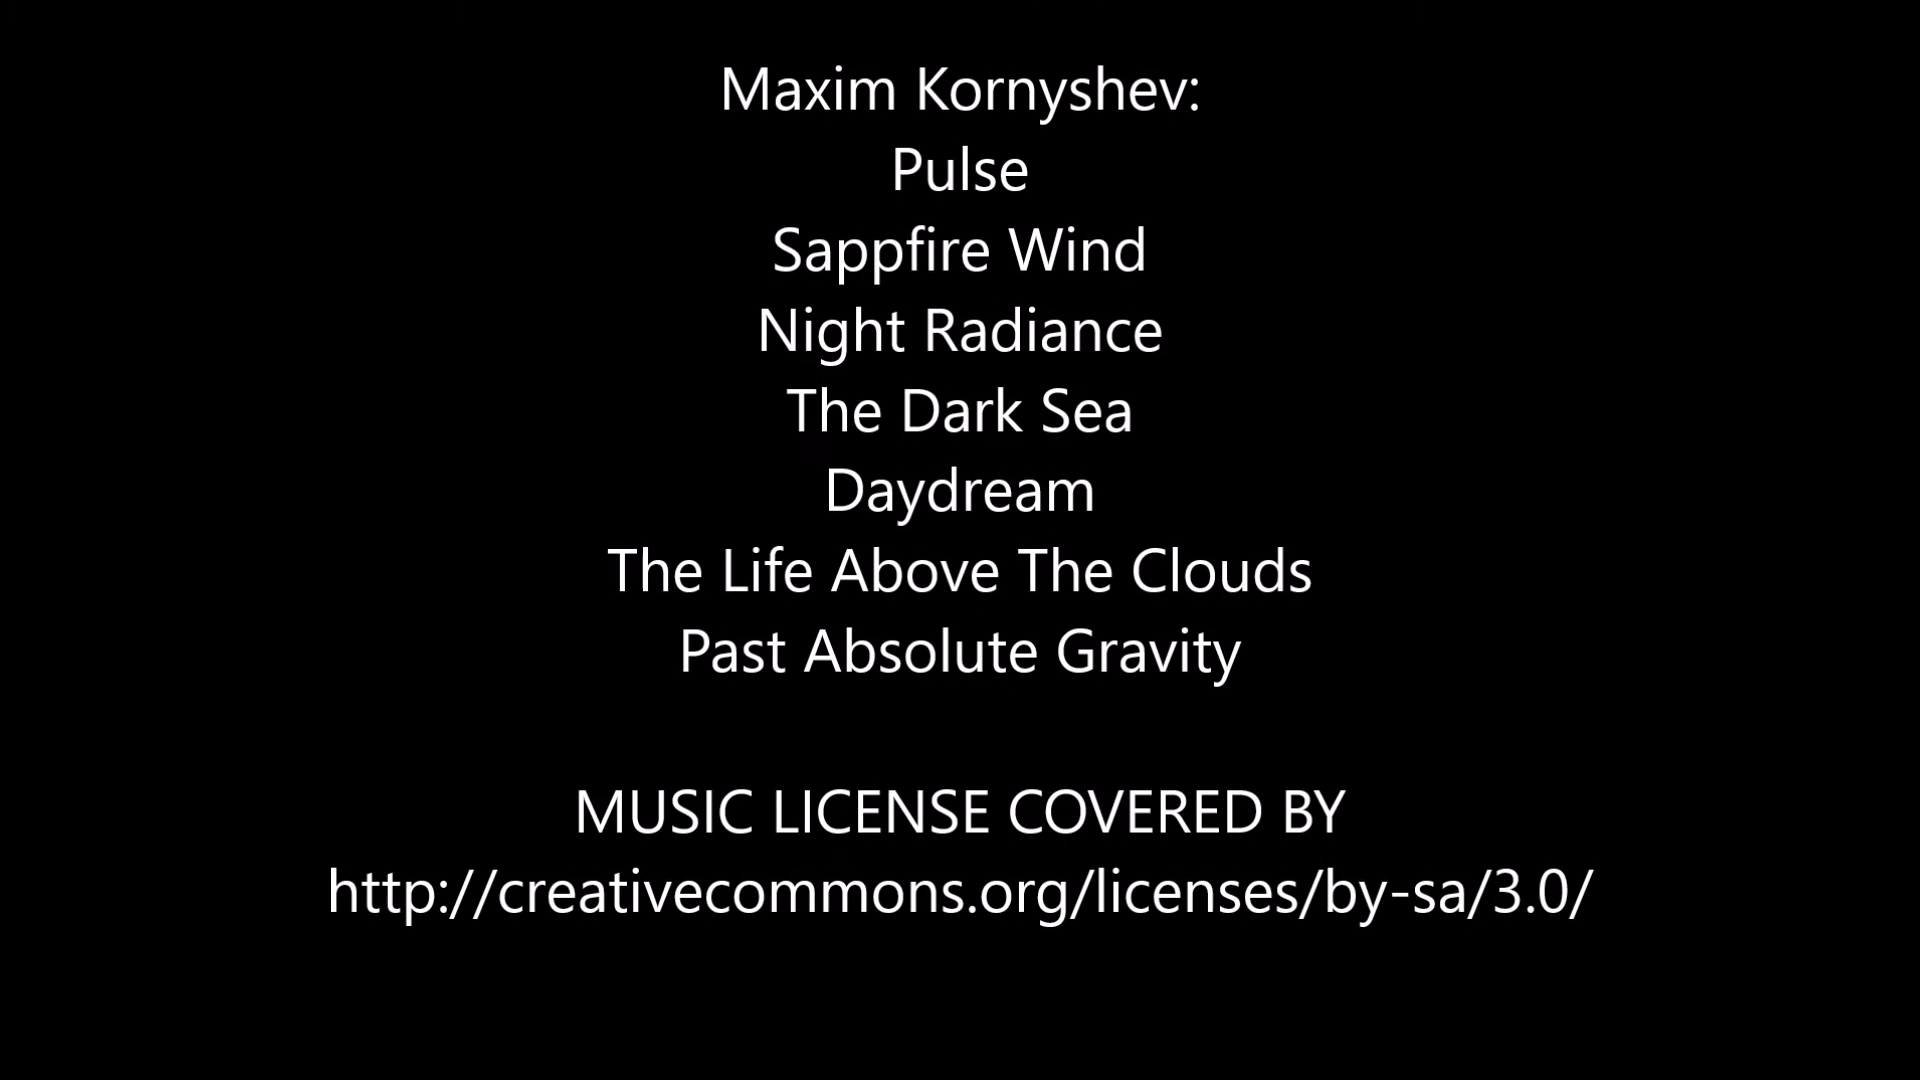 Maxim Kornyshev:
Pulse
Sappfire Wind
Night Radiance
The Dark Sea
Daydream
The Life Above The Clouds
Past Absolute Gravity
MUSIC LICENSE COVERED BY
http://creativecommons.org/licenses/by-sa/3.0/